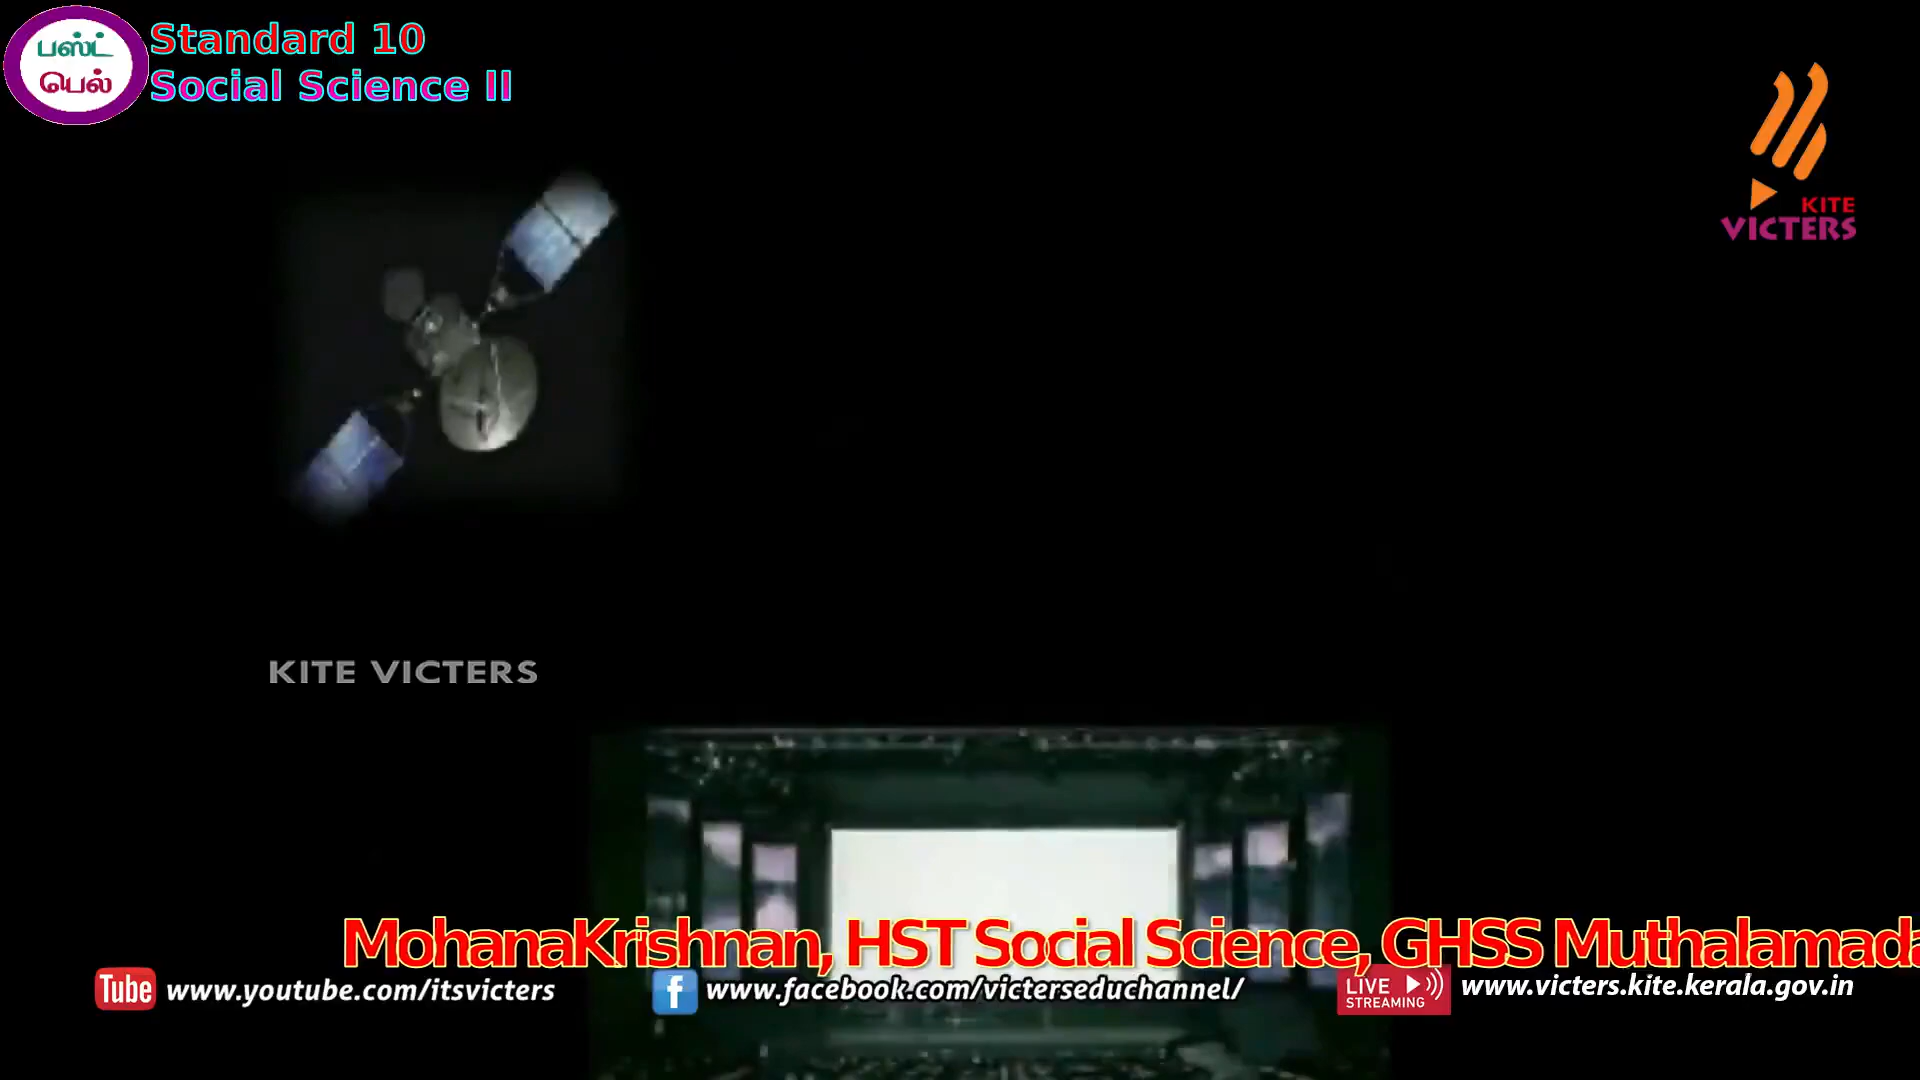 பஸ்ட்
பெல்
Standard 10
Social Science II
KITE
VICTERS
KITE VICTERS
MohanaKrishnan, HST Social Science, GHSS Muthalamada
Tube www.youtube.com/itsvicters
f www.facebook.com/victerseduchannel/
LIVE
STREAMING
www.victers.kite.kerala.gov.in